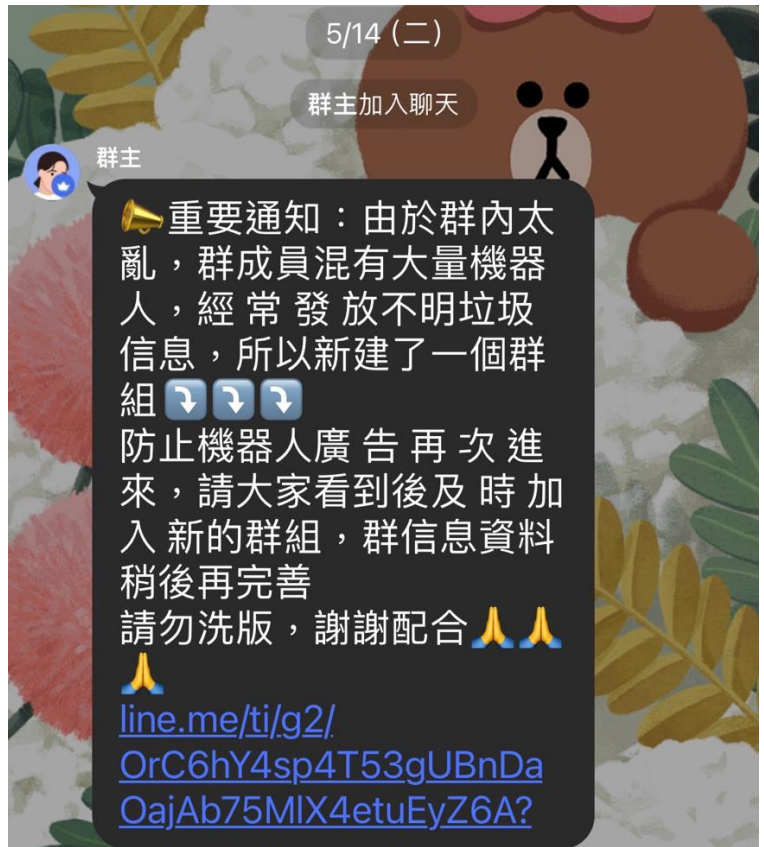 5/14 (二)
群主加入聊天
群主
📣重要通知：由於群內太
亂，群成員混有大量機器
人，經 常 發 放不明垃圾
信息，所以新建了一個群
組⤵️⤵️⤵️
防止機器人廣 告 再 次 進
來，請大家看到後及 時 加
入 新的群組，群信息資料
稍後再完善
請勿洗版，謝謝配合🙏🙏
🙏
line.me/ti/g2/
OrC6hY4sp4T53gUBnDa
OajAb75MlX4etuEyZ6A?